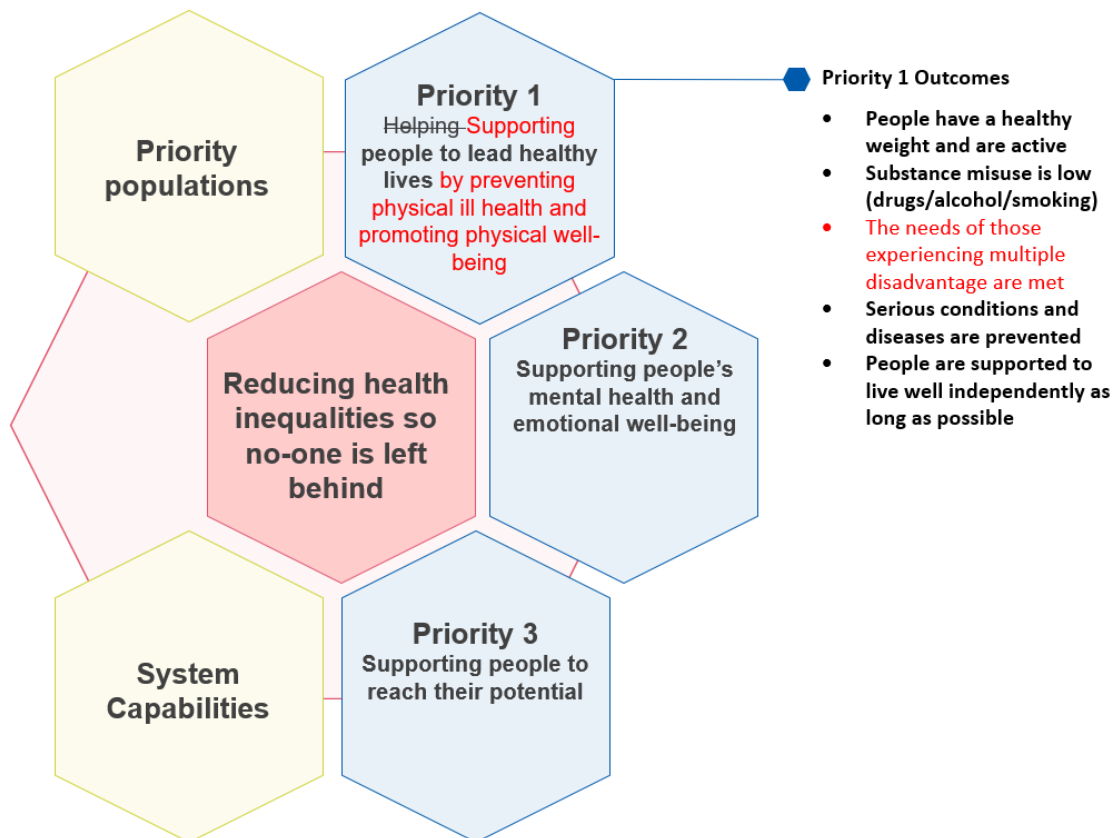 Priority
populations
Priority 1
Helping Supporting
people to lead healthy
lives by preventing
physical ill health and
promoting physical well-
being
Priority 1 Outcomes
• People have a healthy
weight and are active
• Substance misuse is low
(drugs/alcohol/smoking)
• The needs of those
experiencing multiple
disadvantage are met
• Serious conditions and
diseases are prevented
• People are supported to
live well independently as
long as possible
Reducing health
inequalities so
no-one is left
behind
Priority 2
Supporting people’s
mental health and
emotional well-being
System
Capabilities
Priority 3
Supporting people to
reach their potential